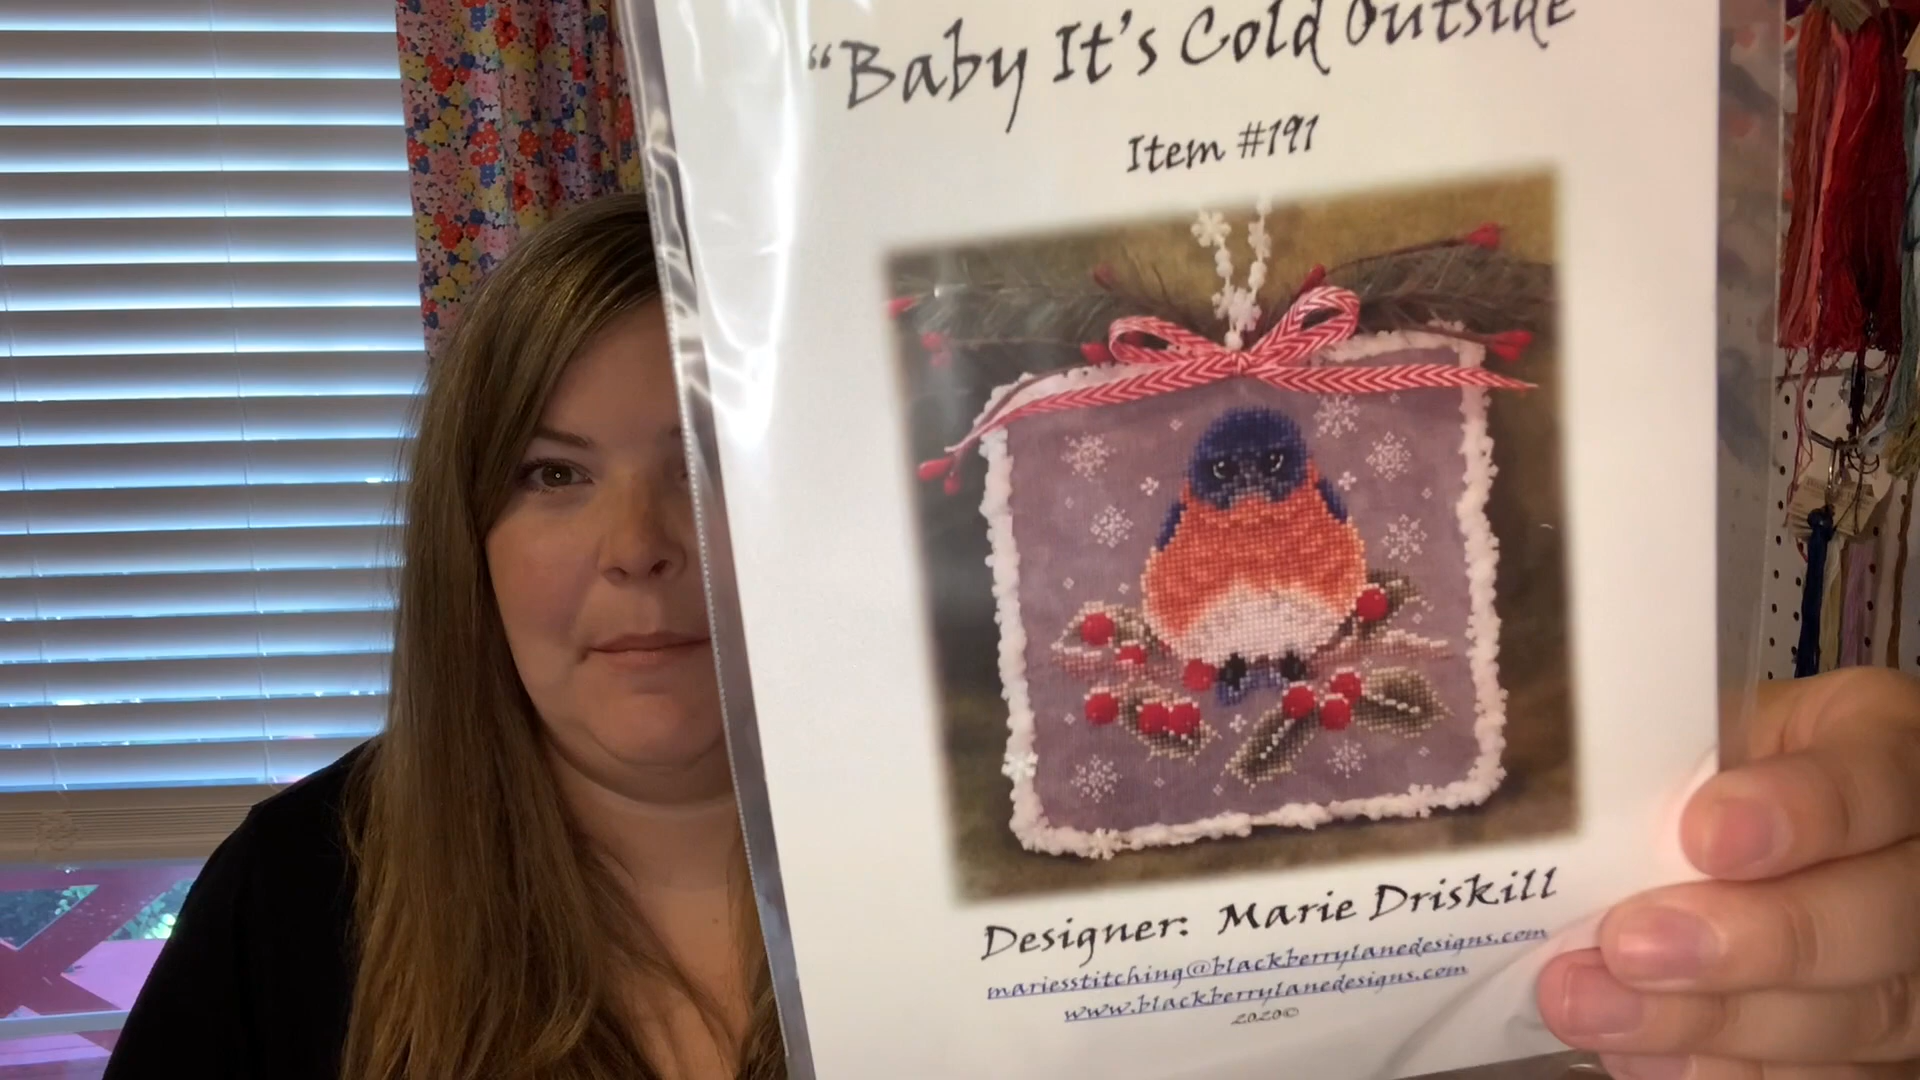 “Baby It's Cold Outside
Item #191
Designer: Marie Driskill
mariesstitching@blackberrylanedesigns.com
www.blackberrylanedesigns.com
2020©